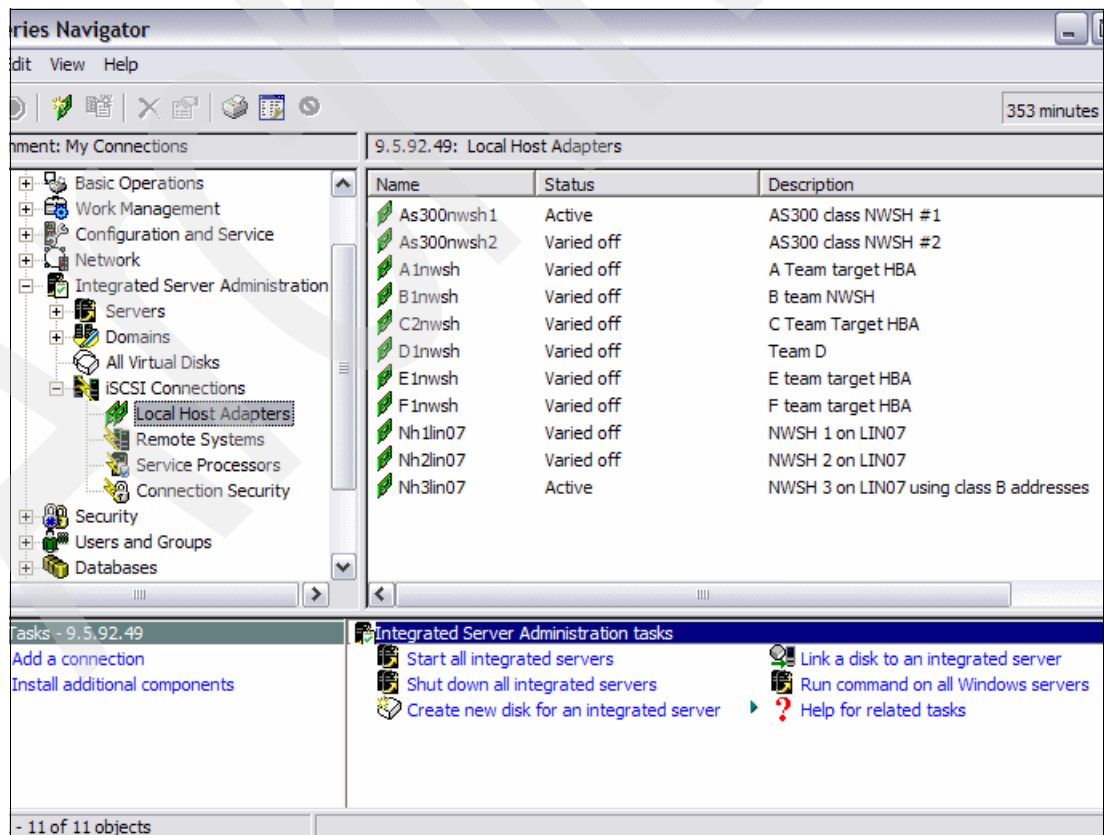 ries Navigator
dit View Help
353 minutes
nment: My Connections
9.5.92.49: Local Host Adapters
Basic Operations
Work Management
Configuration and Service
Network
Integrated Server Administration
Servers
Domains
All Virtual Disks
iSCSI Connections
Local Host Adapters
Remote Systems
Service Processors
Connection Security
Security
Users and Groups
Databases
Name Status Description
As300nwsh1 Active AS300 class NWSH #1
As300nwsh2 Varied off AS300 class NWSH #2
A1nwsh Varied off A Team target HBA
B1nwsh Varied off B team NWSH
C2nwsh Varied off C Team Target HBA
D1nwsh Varied off Team D
E1nwsh Varied off E team target HBA
F1nwsh Varied off F team target HBA
Nh1lin07 Varied off NWSH 1 on LIN07
Nh2lin07 Varied off NWSH 2 on LIN07
Nh3lin07 Active NWSH 3 on LIN07 using class B addresses
Tasks - 9.5.92.49
Add a connection
Install additional components
Integrated Server Administration tasks
Start all integrated servers
Shut down all integrated servers
Create new disk for an integrated server
Link a disk to an integrated server
Run command on all Windows servers
Help for related tasks
- 11 of 11 objects